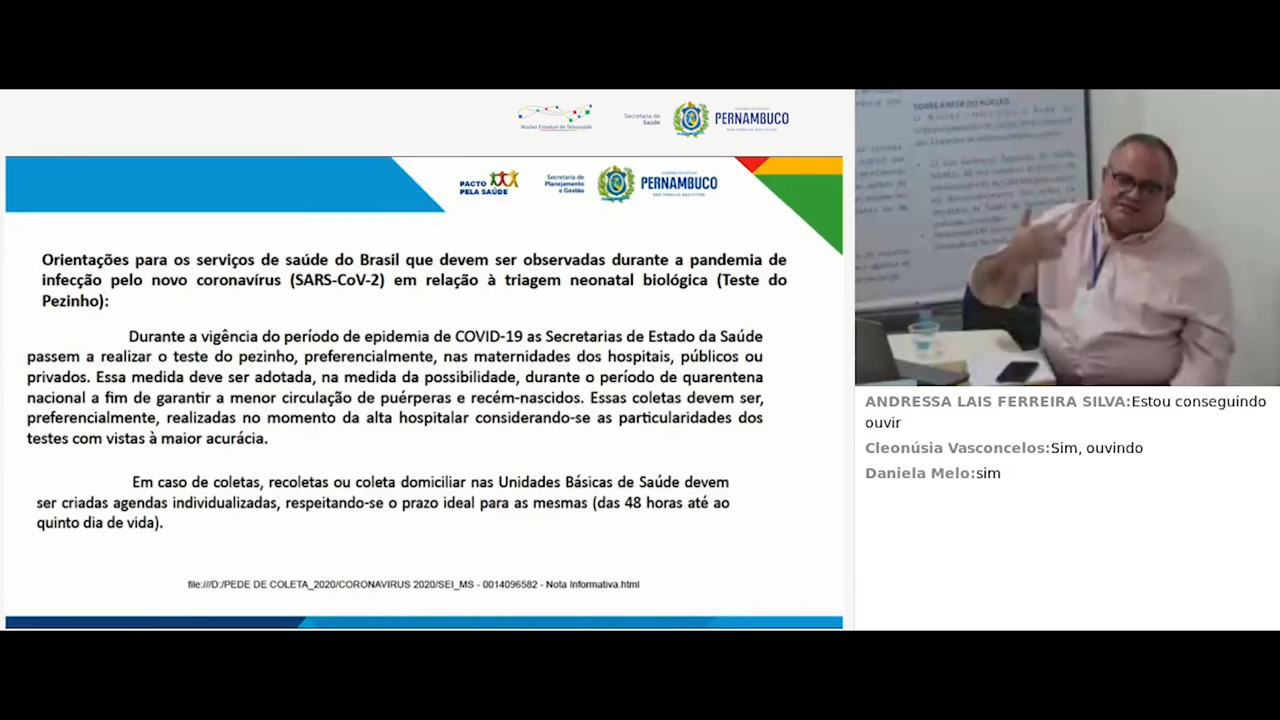 Núcleo Estadual de Telessaúde
Secretaria de
Saúde
PERNAMBUCO
PACTO
PELA SAÚDE
Secretaria de
Planejamento
e Gestão
PERNAMBUCO
Orientações para os serviços de saúde do Brasil que devem ser observadas durante a pandemia de
infecção pelo novo coronavírus (SARS-CoV-2) em relação à triagem neonatal biológica (Teste do
Pezinho):
Durante a vigência do período de epidemia de COVID-19 as Secretarias de Estado da Saúde
passem a realizar o teste do pezinho, preferencialmente, nas maternidades dos hospitais, públicos ou
privados. Essa medida deve ser adotada, na medida da possibilidade, durante o período de quarentena
nacional a fim de garantir a menor circulação de puérperas e recém-nascidos. Essas coletas devem ser,
preferencialmente, realizadas no momento da alta hospitalar considerando-se as particularidades dos
testes com vistas à maior acurácia.
Em caso de coletas, recoletas ou coleta domiciliar nas Unidades Básicas de Saúde devem
ser criadas agendas individualizadas, respeitando-se o prazo ideal para as mesmas (das 48 horas até ao
quinto dia de vida).
file:///D:/PEDE DE COLETA_2020/CORONAVIRUS 2020/SEI_MS - 0014096582 - Nota Informativa.html
ANDRESSA LAIS FERREIRA SILVA:Estou conseguindo
ouvir
Cleonúsia Vasconcelos:Sim, ouvindo
Daniela Melo:sim